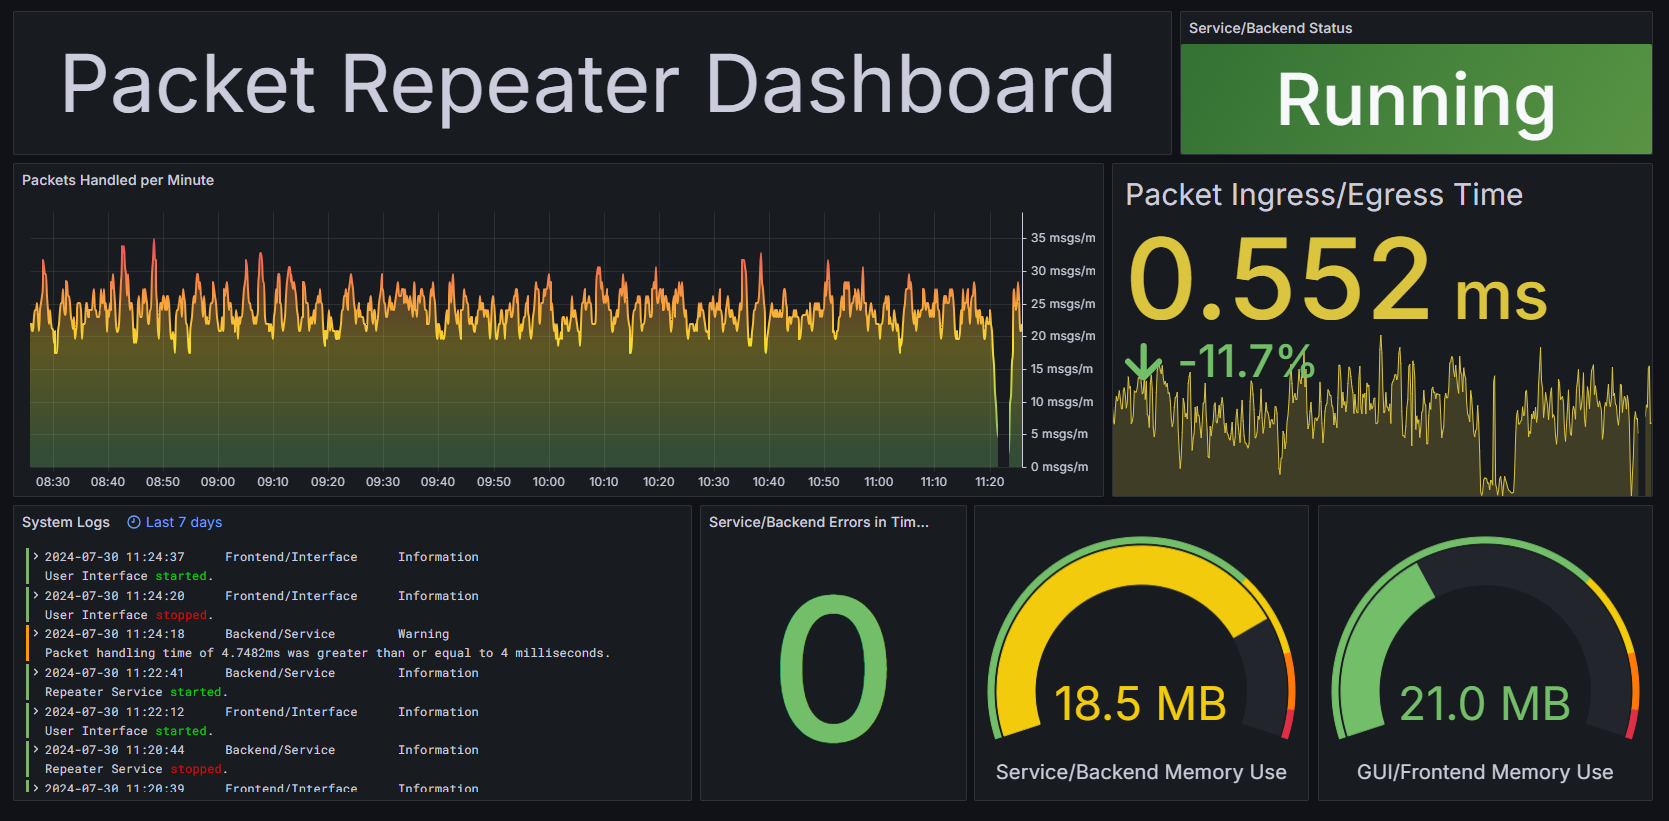 Packet Repeater Dashboard
Service/Backend Status
Running
Packets Handled per Minute
35 msgs/m
30 msgs/m
25 msgs/m
20 msgs/m
15 msgs/m
10 msgs/m
5 msgs/m
0 msgs/m
08:30 08:40 08:50 09:00 09:10 09:20 09:30 09:40 09:50 10:00 10:10 10:20 10:30 10:40 10:50 11:00 11:10 11:20
Packet Ingress/Egress Time
0.552 ms
-11.7%
System Logs Last 7 days
2024-07-30 11:24:37 Frontend/Interface Information
User Interface started.
2024-07-30 11:24:20 Frontend/Interface Information
User Interface stopped.
2024-07-30 11:24:18 Backend/Service Warning
Packet handling time of 4.7482ms was greater than or equal to 4 milliseconds.
2024-07-30 11:22:41 Backend/Service Information
Repeater Service started.
2024-07-30 11:22:12 Frontend/Interface Information
User Interface started.
2024-07-30 11:20:44 Backend/Service Information
Repeater Service stopped.
2024-07-30 11:20:39 Frontend/Interface Information
Service/Backend Errors in Tim...
0
18.5 MB
Service/Backend Memory Use
21.0 MB
GUI/Frontend Memory Use